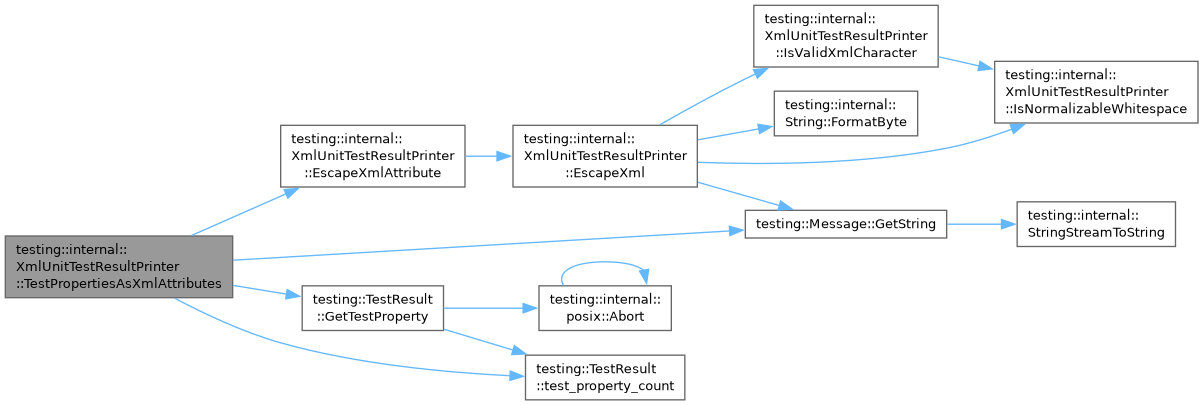 testing::internal::
XmlUnitTestResultPrinter
::TestPropertiesAsXmlAttributes
testing::internal::
XmlUnitTestResultPrinter
::EscapeXmlAttribute
testing::internal::
XmlUnitTestResultPrinter
::EscapeXml
testing::internal::
XmlUnitTestResultPrinter
::IsValidXmlCharacter
testing::internal::
XmlUnitTestResultPrinter
::IsNormalizableWhitespace
testing::internal::
String::FormatByte
testing::Message::GetString
testing::internal::
StringStreamToString
testing::TestResult
::GetTestProperty
testing::internal::
posix::Abort
testing::TestResult
::test_property_count